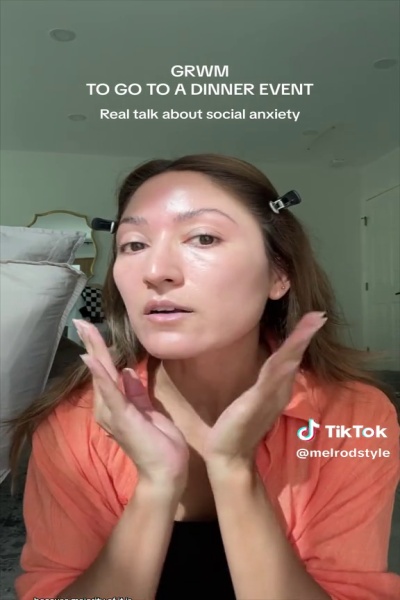 GRWM
TO GO TO A DINNER EVENT
Real talk about social anxiety
TikTok
@melrodstyle